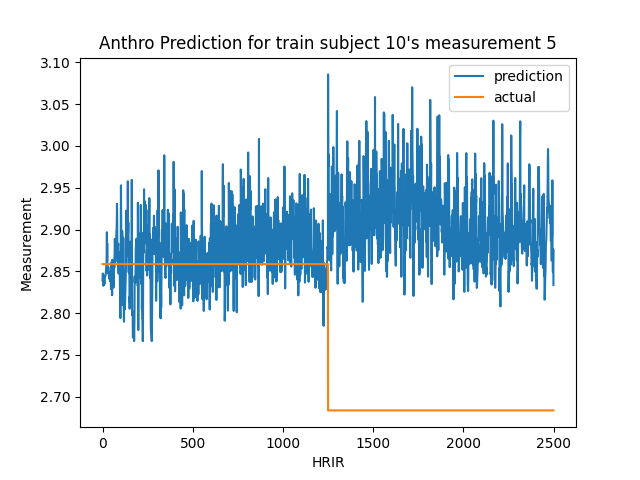 Anthro Prediction for train subject 10's measurement 5
prediction
actual
3.10
3.05
3.00
2.95
2.90
2.85
2.80
2.75
2.70
Measurement
0 500 1000 1500 2000 2500
HRIR